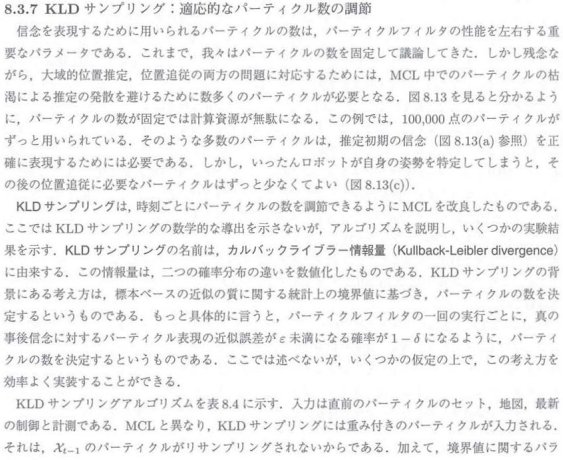 8.3.7 KLD サンプリング：適応的なパーティクル数の調節
信念を表現するために用いられるパーティクルの数は，パーティクルフィルタの性能を左右する重
要なパラメータである．これまで，我々はパーティクルの数を固定して議論してきた．しかし残念な
がら，大域的位置推定，位置追従の両方の問題に対応するためには，MCL 中でのパーティクルの枯
渇による推定の発散を避けるために数多くのパーティクルが必要となる．図 8.13 を見ると分かるよう
に，パーティクルの数が固定では計算資源が無駄になる．この例では，100,000 点のパーティクルが
ずっと用いられている．そのような多数のパーティクルは，推定初期の信念（図 8.13(a) 参照）を正
確に表現するためには必要である．しかし，いったんロボットが自身の姿勢を特定してしまうと，そ
の後の位置追従に必要なパーティクルはずっと少なくてよい（図 8.13(c)）．
KLD サンプリングは，時刻ごとにパーティクルの数を調節できるように MCL を改良したものである．
ここでは KLD サンプリングの数学的な導出を示さないが，アルゴリズムを説明し，いくつかの実験結
果を示す．KLD サンプリングの名前は，カルバックライブラー情報量（Kullback-Leibler divergence）
に由来する．この情報量は，二つの確率分布の違いを数値化したものである．KLD サンプリングの背
景にある考え方は，標本ベースの近似の質に関する統計上の境界値に基づき，パーティクルの数を決
定するというものである．もっと具体的に言うと，パーティクルフィルタの一回の実行ごとに，真の
事後信念に対するパーティクル表現の近似誤差が ε 未満になる確率が 1 − δ になるように，パーティ
クルの数を決定するというものである．ここでは述べないが，いくつかの仮定の上で，この考え方を
効率よく実装することができる．
KLD サンプリングアルゴリズムを表 8.4 に示す．入力は直前のパーティクルのセット，地図，最新
の制御と計測である．MCL と異なり，KLD サンプリングには重み付きのパーティクルが入力される．
それは，𝒳t−1 のパーティクルがリサンプリングされないからである．加えて，境界値に関するパラ